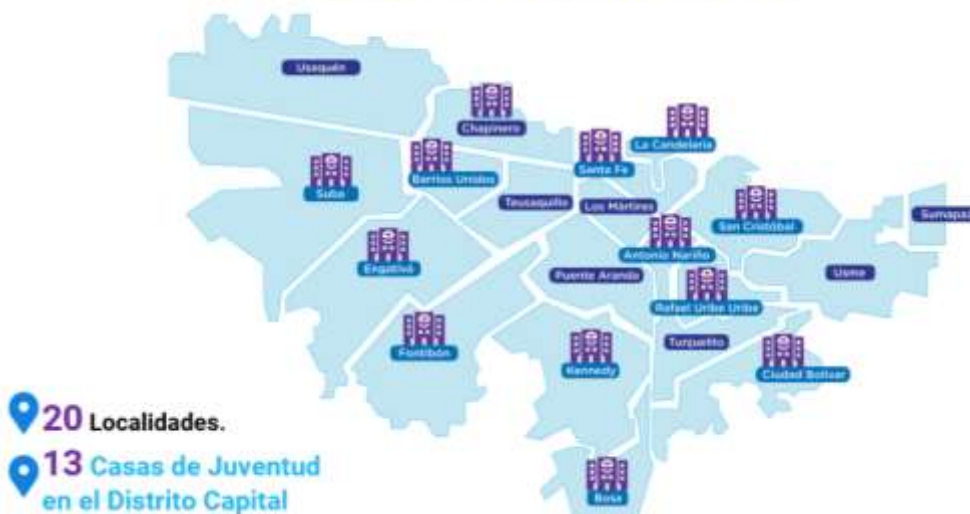 Usaquén
Chapinero
La Candelaria
Santa Fe
Barrios Unidos
Suba
Teusaquillo
Los Mártires
San Cristóbal
Sumapaz
Antonio Nariño
Engativá
Puente Aranda
Usme
Rafael Uribe Uribe
Tunjuelito
Fontibón
Kennedy
Ciudad Bolívar
Bosa
20 Localidades.
13 Casas de Juventud
en el Distrito Capital